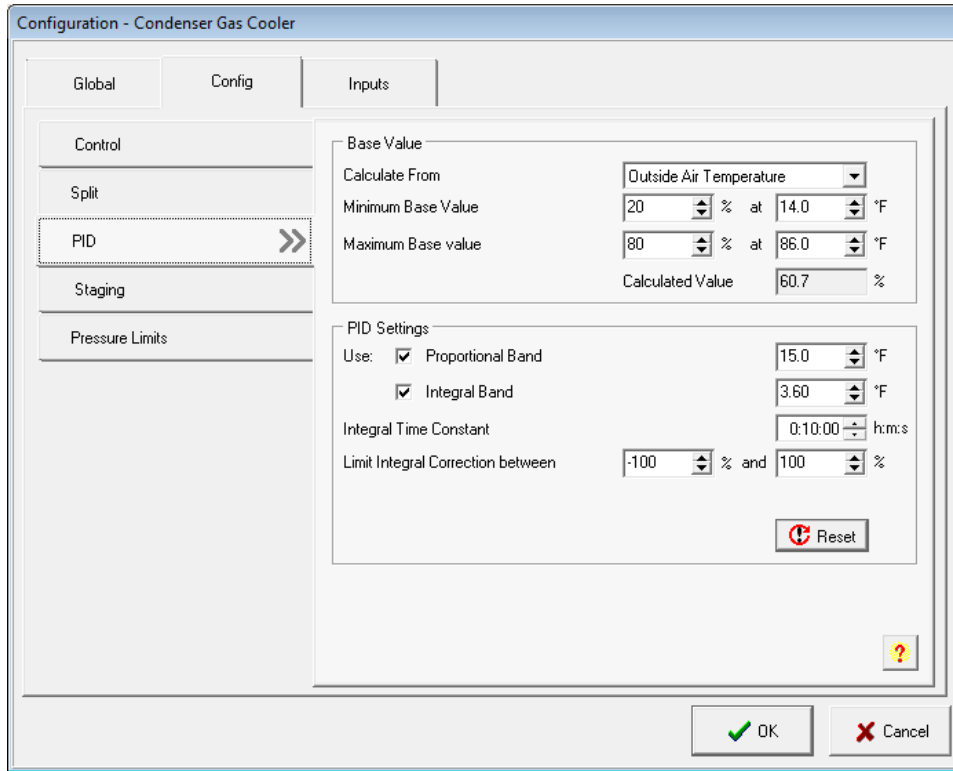 Configuration - Condenser Gas Cooler
Global Config Inputs
Control
Split
PID
Staging
Pressure Limits
Base Value
Calculate From Outside Air Temperature
Minimum Base Value 20 % at 14.0 °F
Maximum Base value 80 % at 86.0 °F
Calculated Value 60.7 %
PID Settings
Use: Proportional Band 15.0 °F
Integral Band 3.60 °F
Integral Time Constant 0:10:00 h:m:s
Limit Integral Correction between -100 % and 100 %
Reset
?
OK Cancel